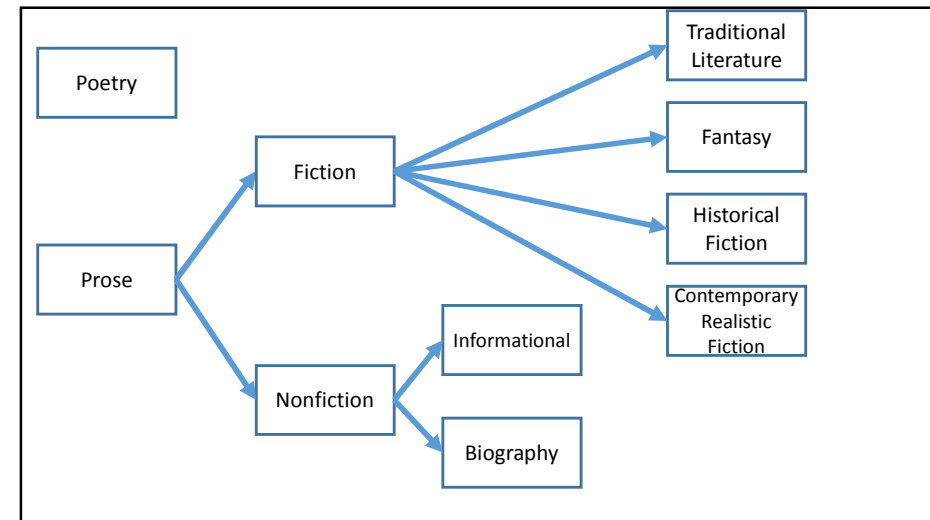 Poetry
Prose
Fiction
Nonfiction
Informational
Biography
Traditional
Literature
Fantasy
Historical
Fiction
Contemporary
Realistic
Fiction